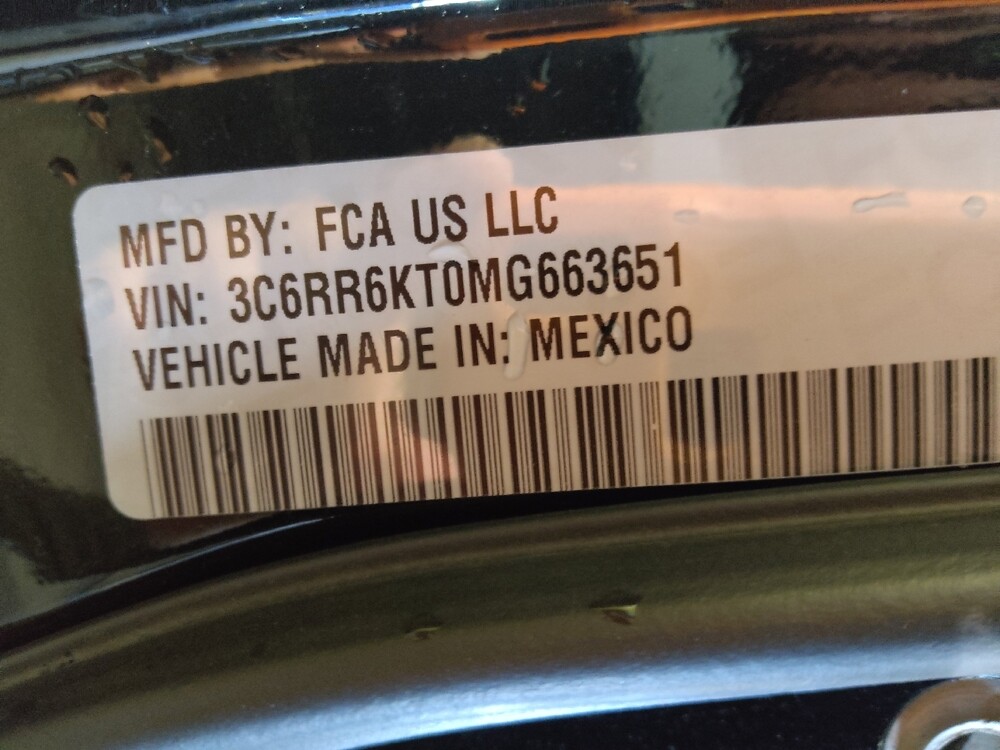 MFD BY: FCA US LLC
VIN: 3C6RR6KT0MG663651
VEHICLE MADE IN: MEXICO